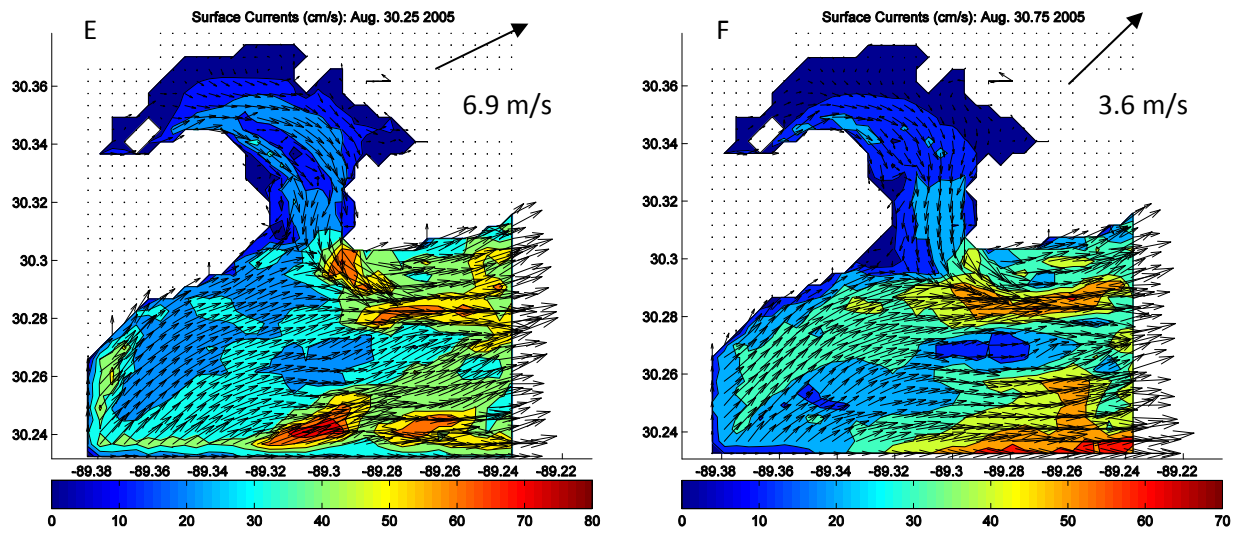 Surface Currents (cm/s): Aug. 30.25 2005
E
6.9 m/s
30.36
30.34
30.32
30.3
30.28
30.26
30.24
-89.38 -89.36 -89.34 -89.32 -89.3 -89.28 -89.26 -89.24 -89.22
0 10 20 30 40 50 60 70 80
Surface Currents (cm/s): Aug. 30.75 2005
F
3.6 m/s
30.36
30.34
30.32
30.3
30.28
30.26
30.24
-89.38 -89.36 -89.34 -89.32 -89.3 -89.28 -89.26 -89.24 -89.22
0 10 20 30 40 50 60 70